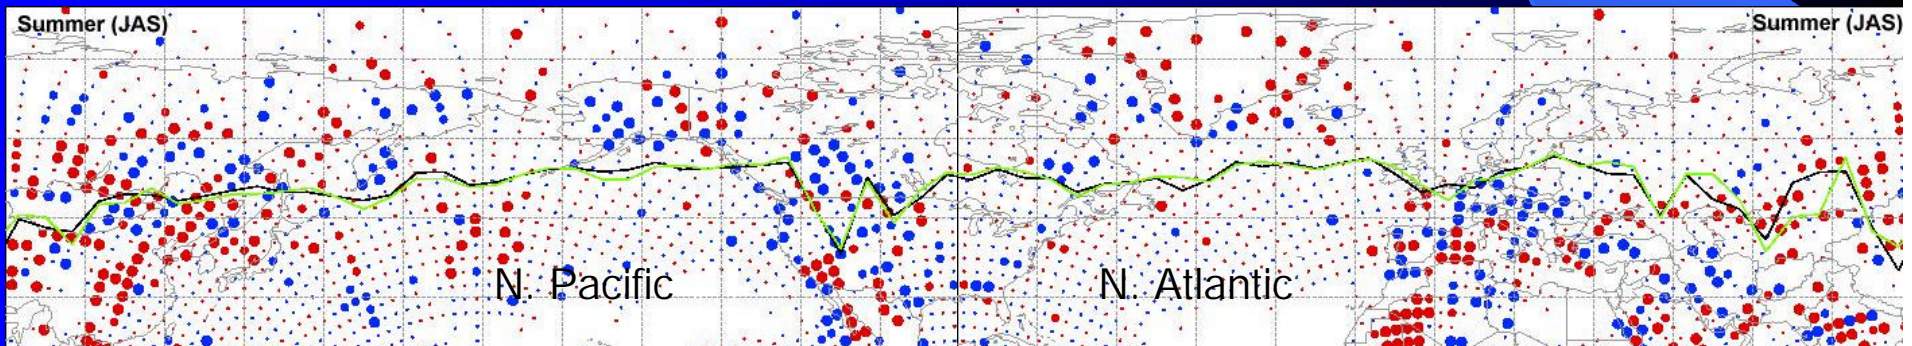 Summer (JAS)
Summer (JAS)
N. Pacific
N. Atlantic